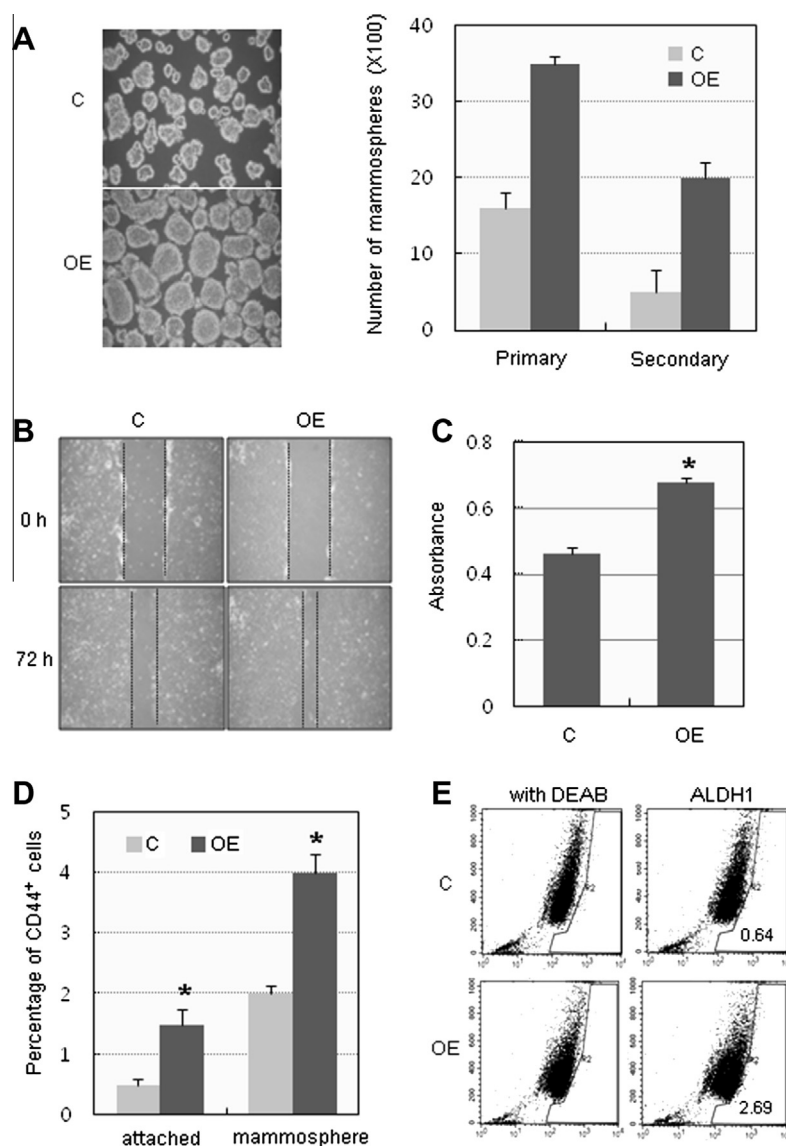 A
C
OE
Number of mammospheres (X100)
40
30
20
10
0
C
OE
Primary
Secondary
B
C
OE
0 h
72 h
C
Absorbance
0.8
0.6
0.4
0.2
0
*
C
OE
D
Percentage of CD44+ cells
5
4
3
2
1
0
C
OE
*
*
attached
mammosphere
E
with DEAB
ALDH1
C
0.64
OE
2.69